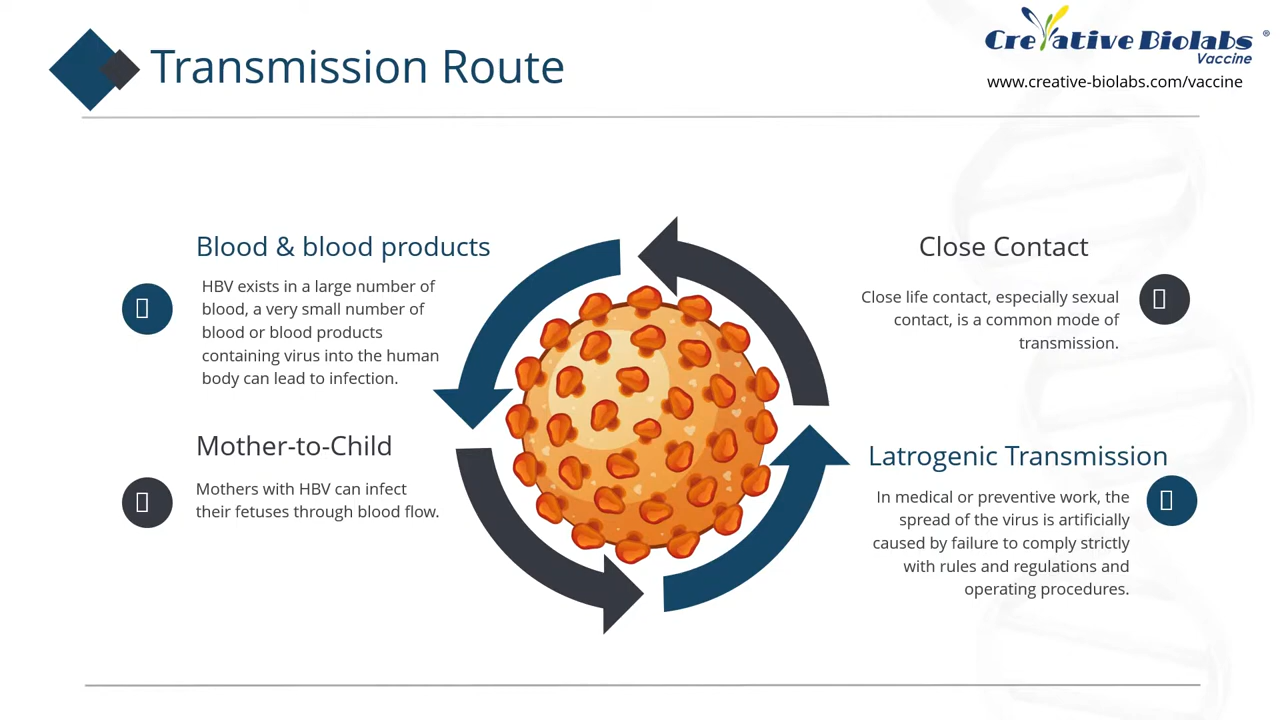 Transmission Route
Creative Biolabs®
Vaccine
www.creative-biolabs.com/vaccine
Blood & blood products
HBV exists in a large number of
blood, a very small number of
blood or blood products
containing virus into the human
body can lead to infection.
Mother-to-Child
Mothers with HBV can infect
their fetuses through blood flow.
Close Contact
Close life contact, especially sexual
contact, is a common mode of
transmission.
Latrogenic Transmission
In medical or preventive work, the
spread of the virus is artificially
caused by failure to comply strictly
with rules and regulations and
operating procedures.